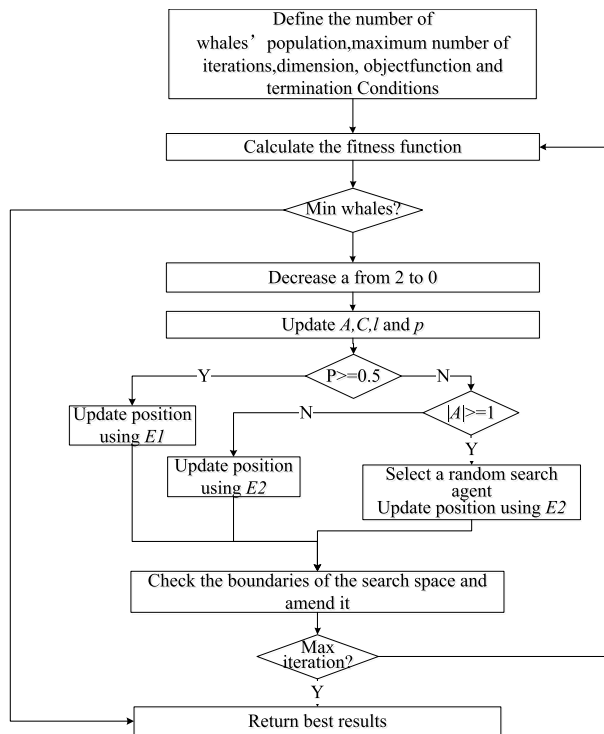 Define the number of
whales’ population,maximum number of
iterations,dimension, objectfunction and
termination Conditions
Calculate the fitness function
Min whales?
Decrease a from 2 to 0
Update A,C,l and p
P>=0.5
Y
N
Update position
using E1
|A|>=1
N
Y
Update position
using E2
Select a random search
agent
Update position using E2
Check the boundaries of the search space and
amend it
Max
iteration?
Y
Return best results